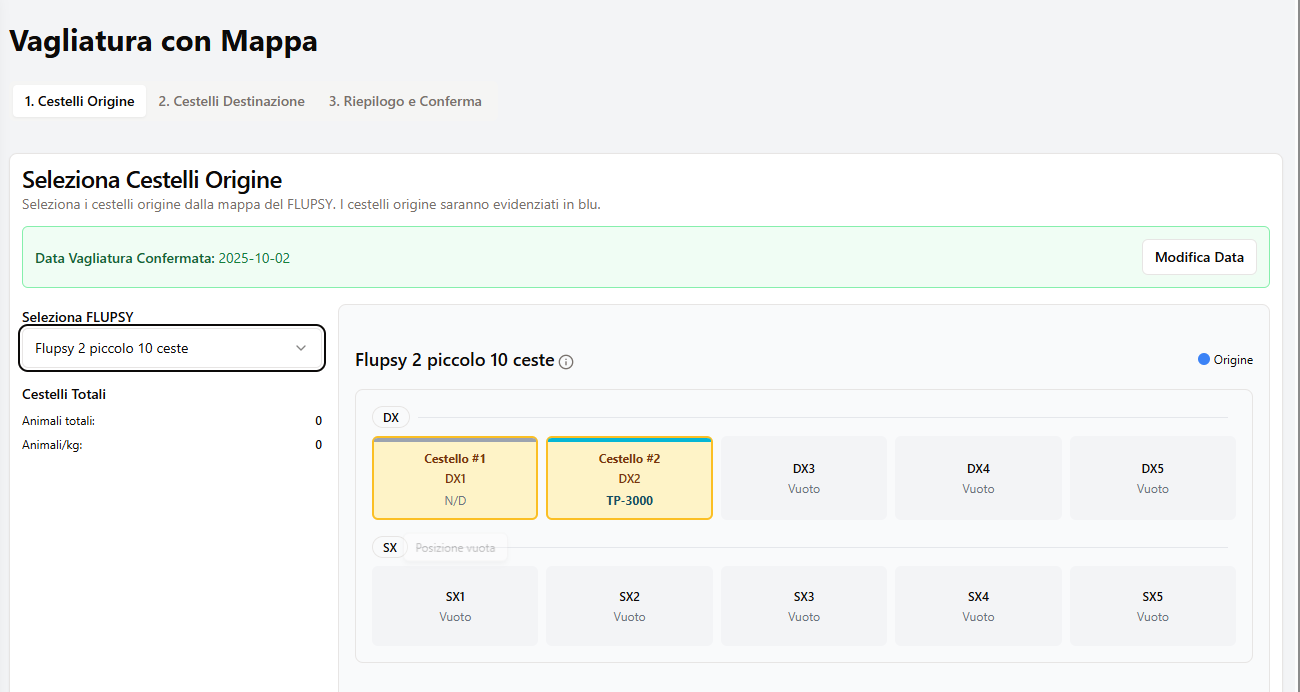 Vagliatura con Mappa
1. Cestelli Origine 2. Cestelli Destinazione 3. Riepilogo e Conferma
Seleziona Cestelli Origine
Seleziona i cestelli origine dalla mappa del FLUPSY. I cestelli origine saranno evidenziati in blu.
Data Vagliatura Confermata: 2025-10-02 Modifica Data
Seleziona FLUPSY
Flupsy 2 piccolo 10 ceste
Cestelli Totali
Animali totali: 0
Animali/kg: 0
Flupsy 2 piccolo 10 ceste Origine
DX
Cestello #1
DX1
N/D
Cestello #2
DX2
TP-3000
DX3
Vuoto
DX4
Vuoto
DX5
Vuoto
SX Posizione vuota
SX1
Vuoto
SX2
Vuoto
SX3
Vuoto
SX4
Vuoto
SX5
Vuoto